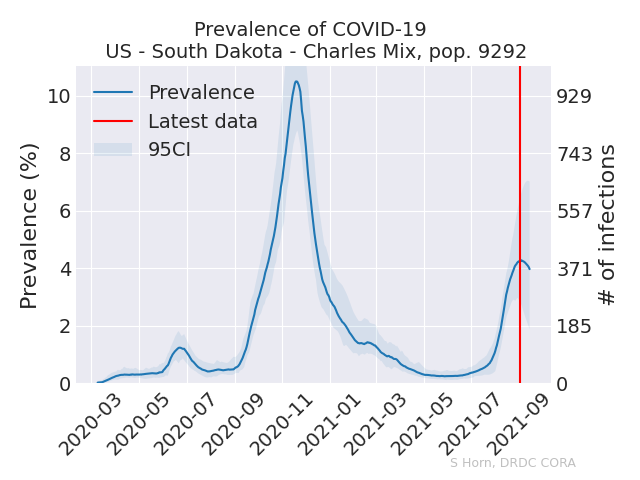 Prevalence of COVID-19
US - South Dakota - Charles Mix, pop. 9292
Prevalence
Latest data
95CI
Prevalence (%)
10
8
6
4
2
0
929
743
557
371
185
0
# of infections
2020-03
2020-05
2020-07
2020-09
2020-11
2021-01
2021-03
2021-05
2021-07
2021-09
S Horn, DRDC CORA